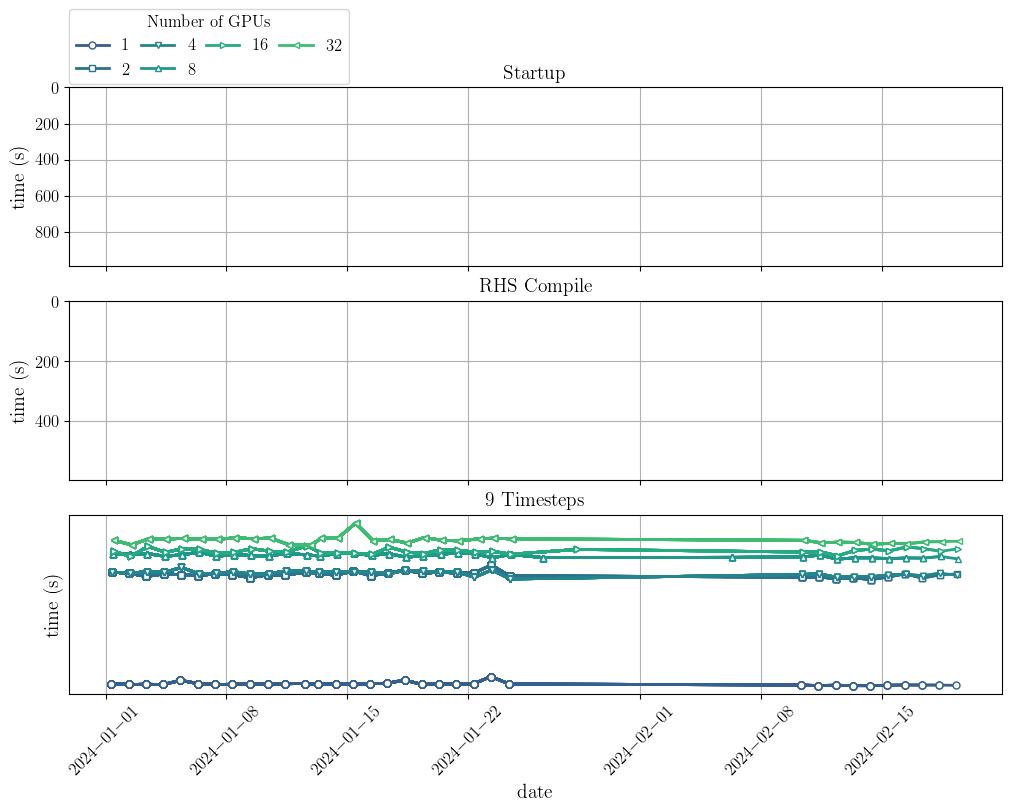 Number of GPUs
1 4 16 32
2 8
Startup
0
200
400
600
800
time (s)
RHS Compile
0
200
400
time (s)
9 Timesteps
time (s)
2024−01−01 2024−01−08 2024−01−15 2024−01−22 2024−02−01 2024−02−08 2024−02−15
date